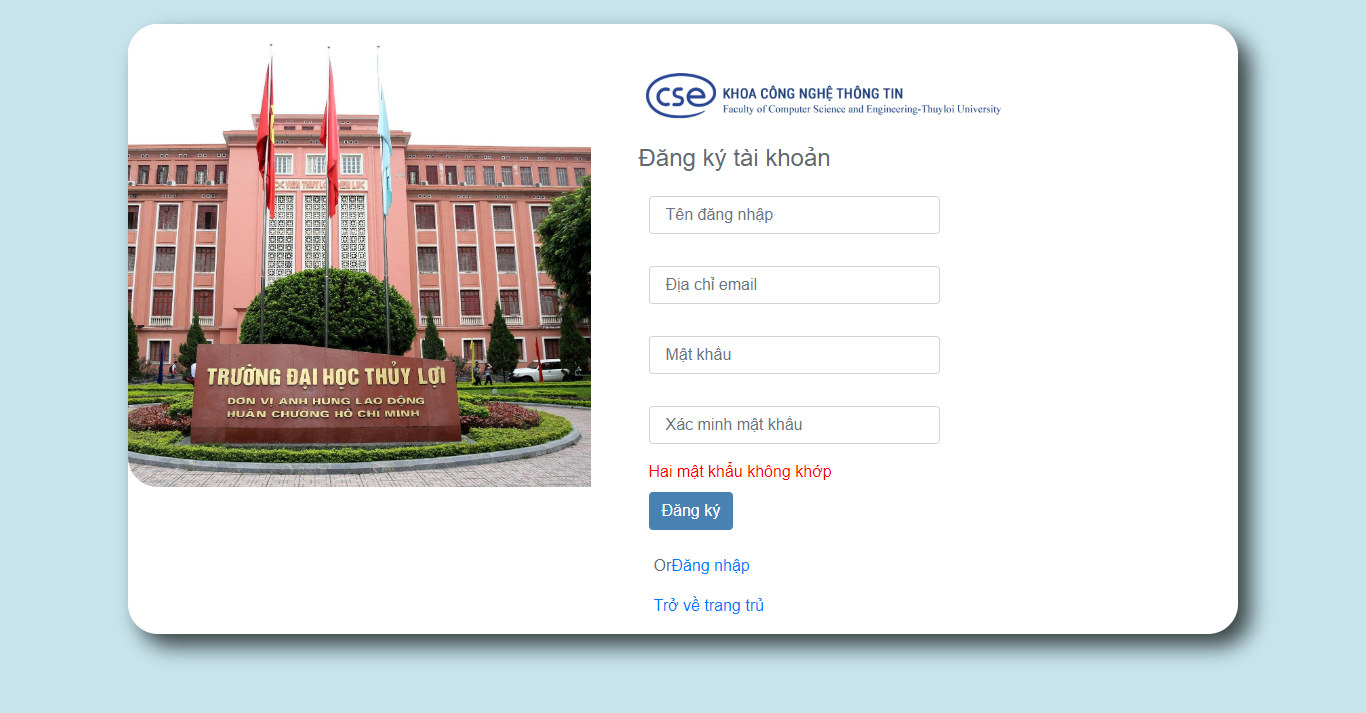 TRƯỜNG ĐẠI HỌC THỦY LỢI
ĐƠN VỊ ANH HÙNG LAO ĐỘNG
HUÂN CHƯƠNG HỒ CHÍ MINH
cse
KHOA CÔNG NGHỆ THÔNG TIN
Faculty of Computer Science and Engineering-Thuyloi University
Đăng ký tài khoản
Tên đăng nhập
Địa chỉ email
Mật khẩu
Xác minh mật khẩu
Hai mật khẩu không khớp
Đăng ký
OrĐăng nhập
Trở về trang trủ